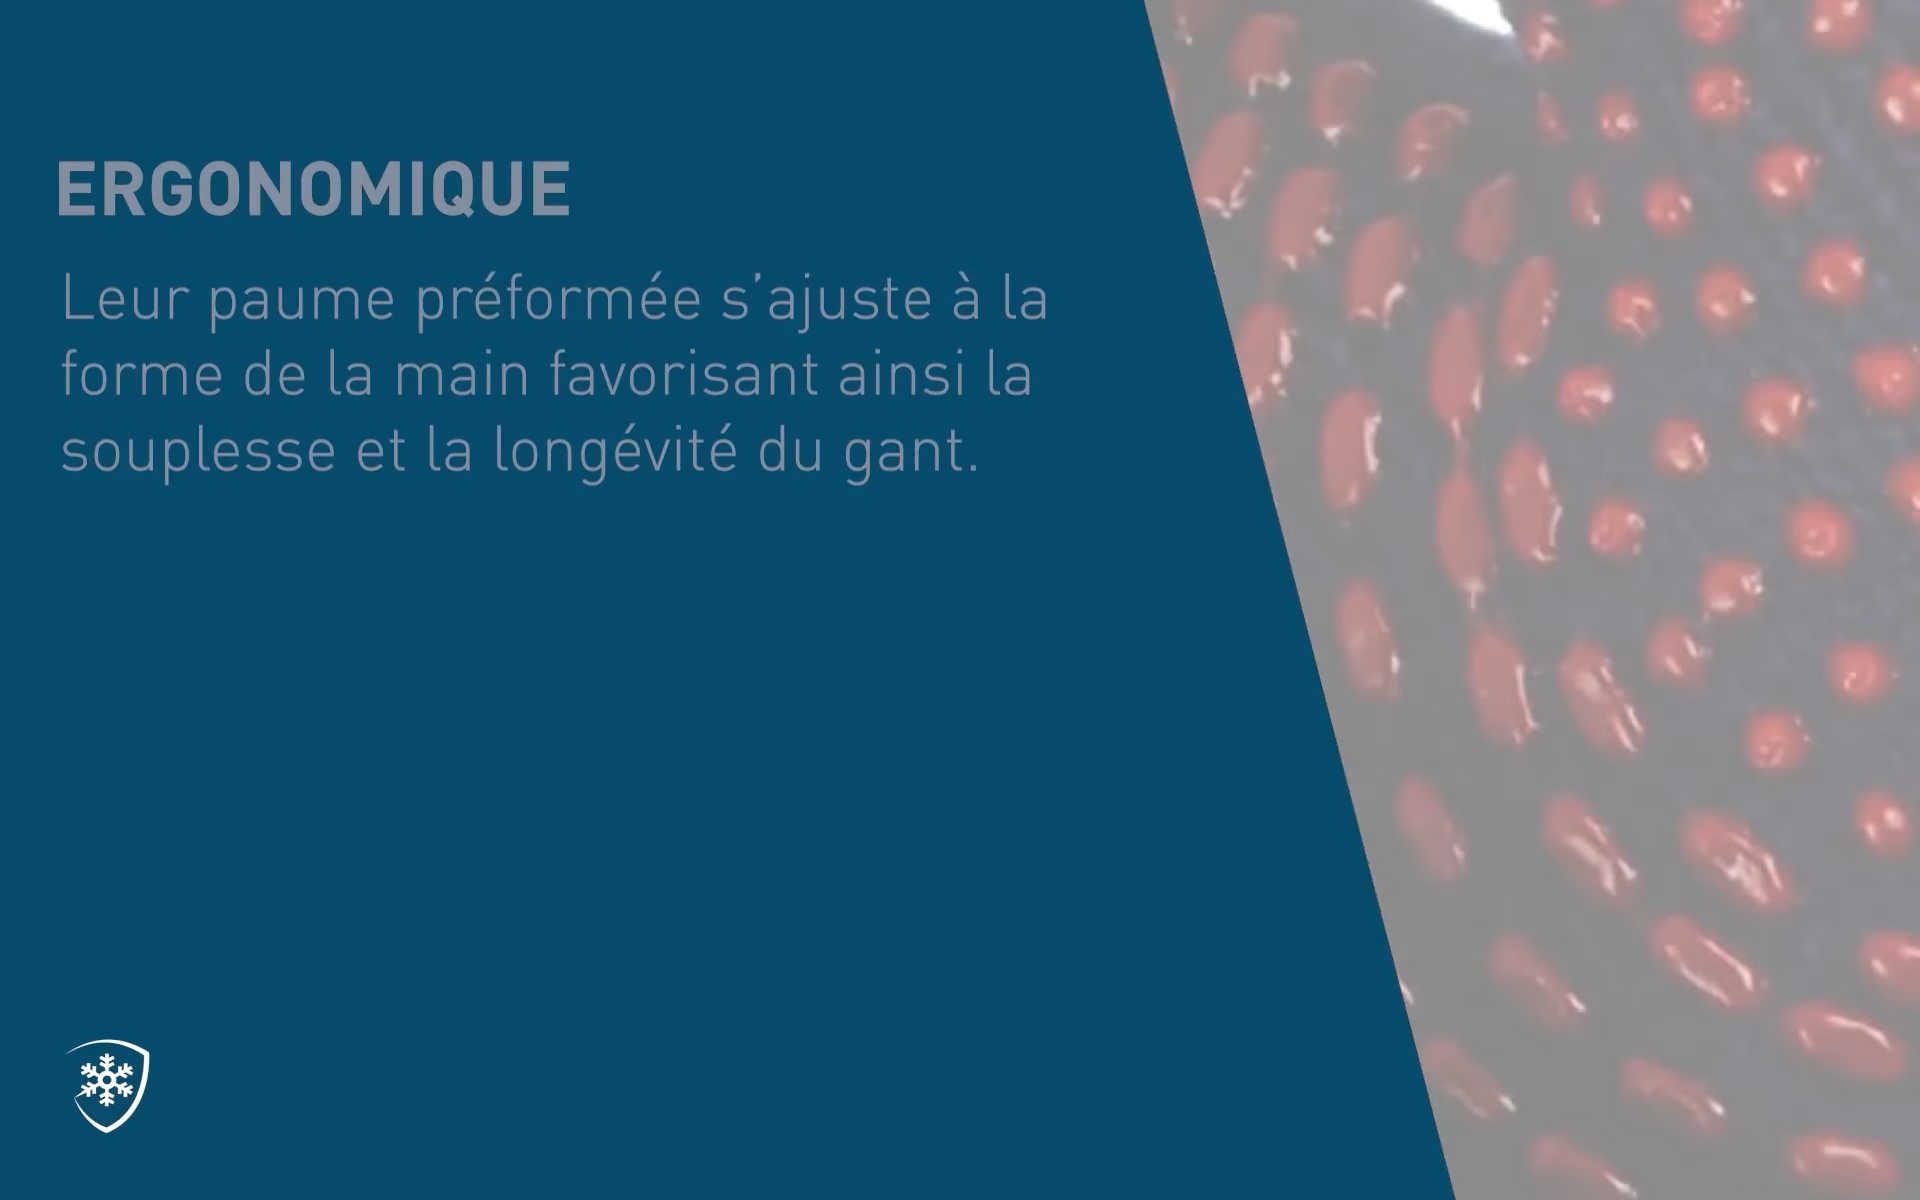 ERGONOMIQUE
Leur paume préformée s’ajuste à la
forme de la main favorisant ainsi la
souplesse et la longévité du gant.